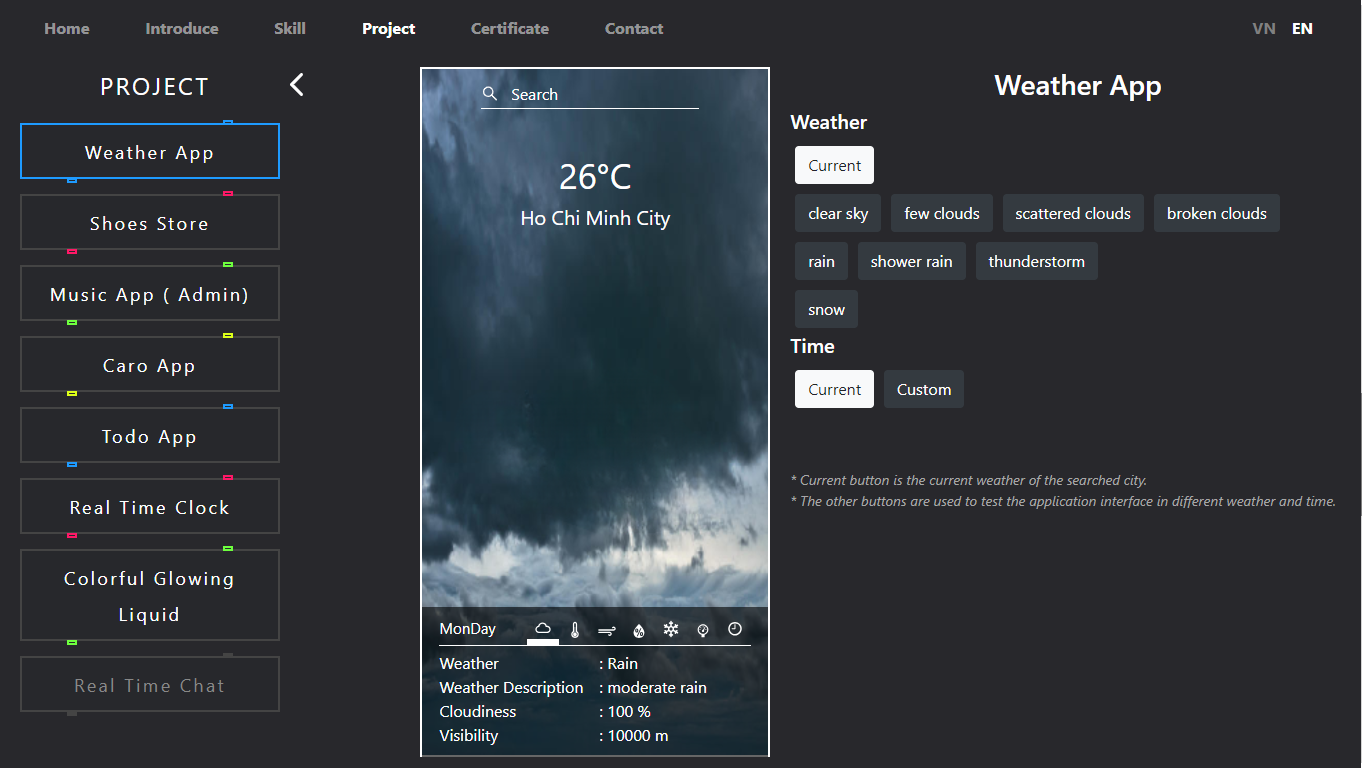 Home Introduce Skill Project Certificate Contact VN EN
PROJECT
Weather App
Shoes Store
Music App ( Admin)
Caro App
Todo App
Real Time Clock
Colorful Glowing
Liquid
Real Time Chat
Search
26°C
Ho Chi Minh City
MonDay
Weather : Rain
Weather Description : moderate rain
Cloudiness : 100 %
Visibility : 10000 m
Weather App
Weather
Current
clear sky few clouds scattered clouds broken clouds
rain shower rain thunderstorm
snow
Time
Current Custom
* Current button is the current weather of the searched city.
* The other buttons are used to test the application interface in different weather and time.